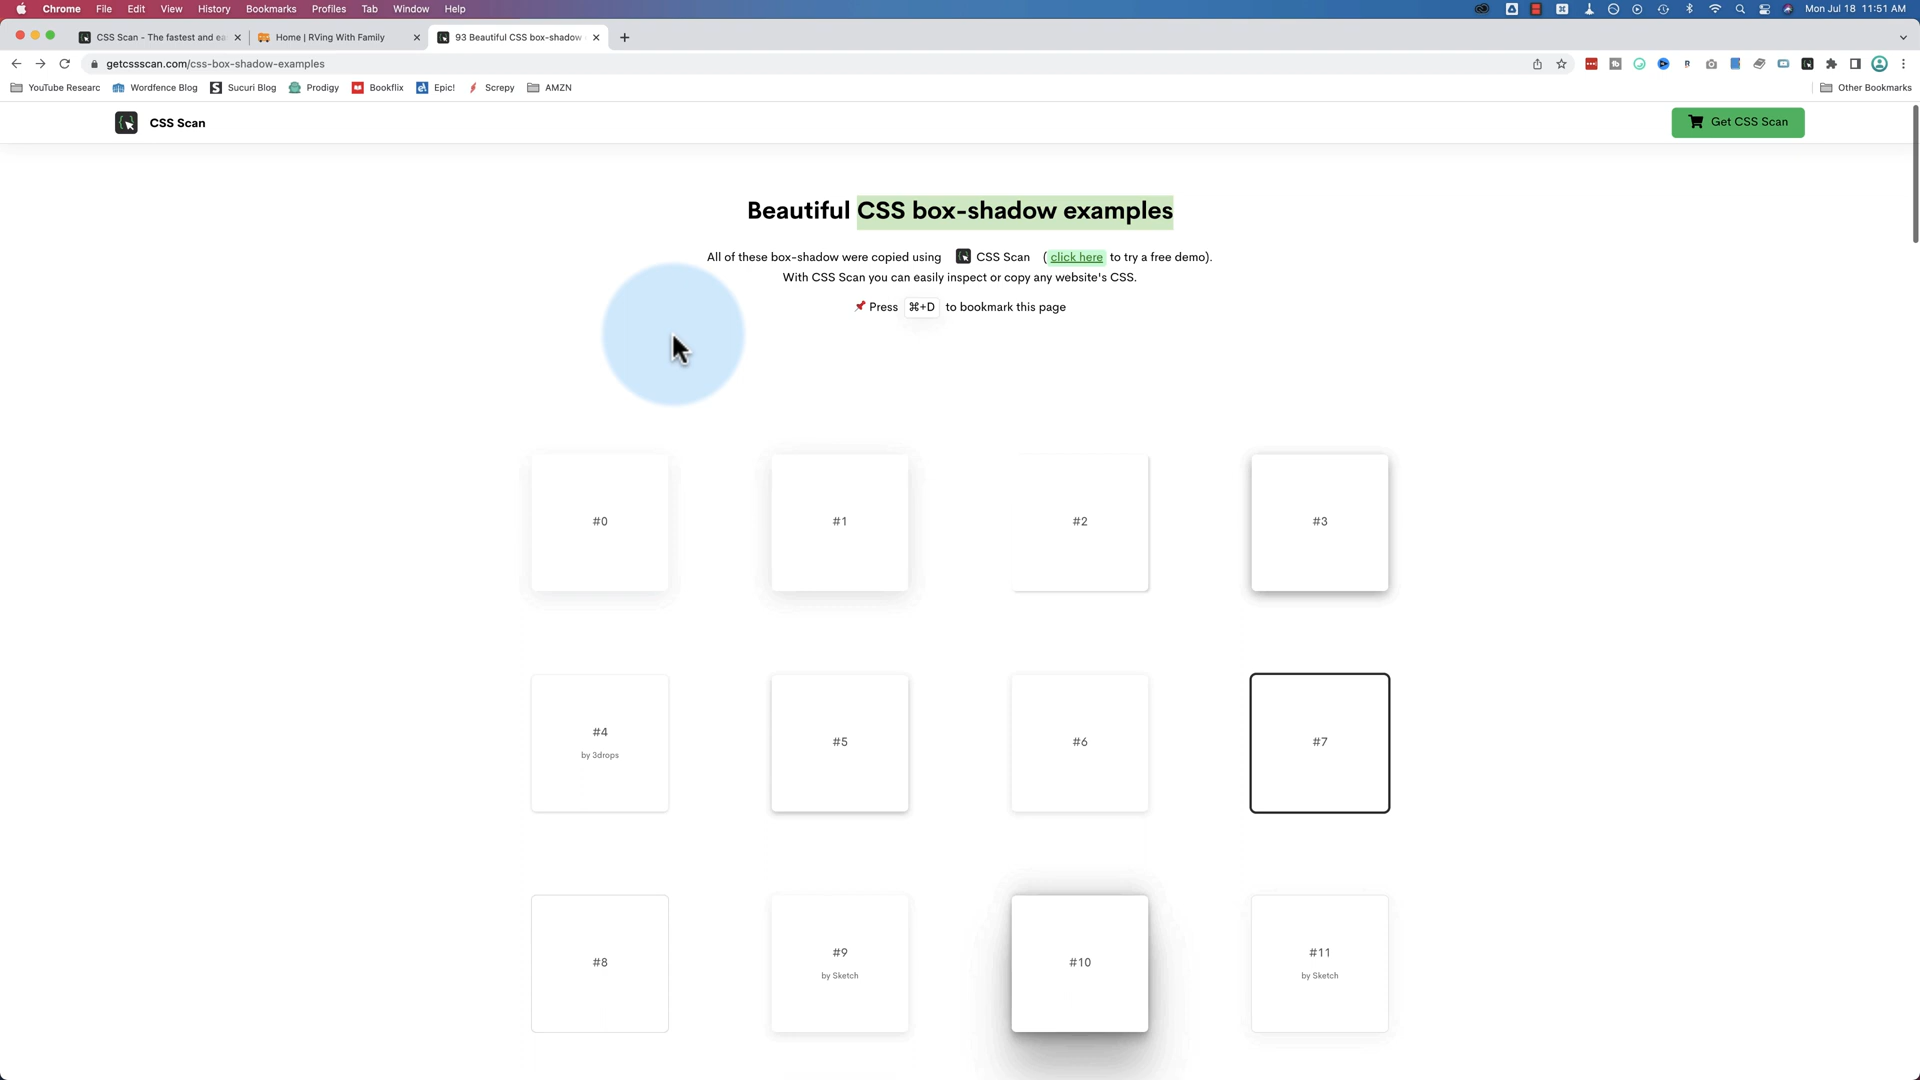 Chrome File Edit View History Bookmarks Profiles Tab Window Help Mon Jul 18 11:51 AM
CSS Scan - The fastest and ea Home | RVing With Family 93 Beautiful CSS box-shadow
getcssscan.com/css-box-shadow-examples
YouTube Researc Wordfence Blog Sucuri Blog Prodigy Bookflix Epic! Screpy AMZN Other Bookmarks
CSS Scan Get CSS Scan
Beautiful CSS box-shadow examples
All of these box-shadow were copied using CSS Scan (click here to try a free demo).
With CSS Scan you can easily inspect or copy any website's CSS.
📌 Press ⌘+D to bookmark this page
#0 #1 #2 #3
#4 #5 #6 #7
by 3drops
#8 #9 #10 #11
by Sketch by Sketch